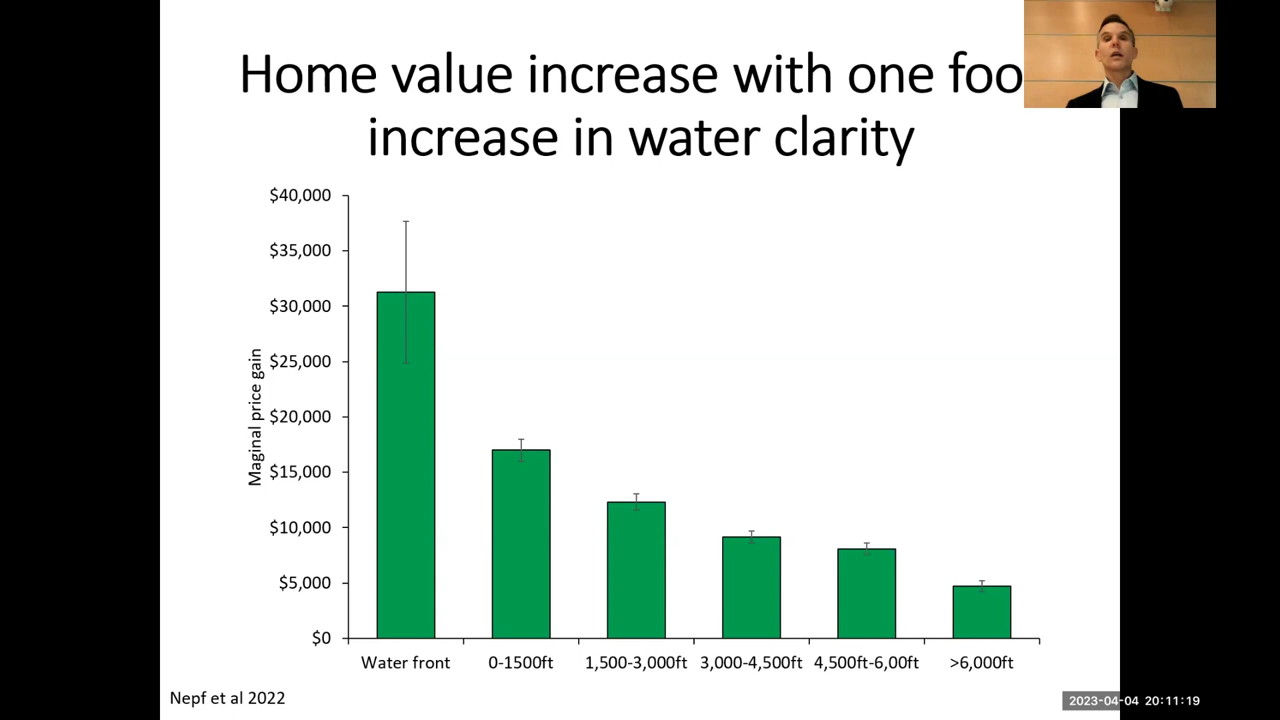 Home value increase with one foo
increase in water clarity
$40,000
$35,000
$30,000
$25,000
$20,000
$15,000
$10,000
$5,000
$0
Maginal price gain
Water front
0-1500ft
1,500-3,000ft
3,000-4,500ft
4,500ft-6,00ft
>6,000ft
Nepf et al 2022
2023-04-04 20:11:19